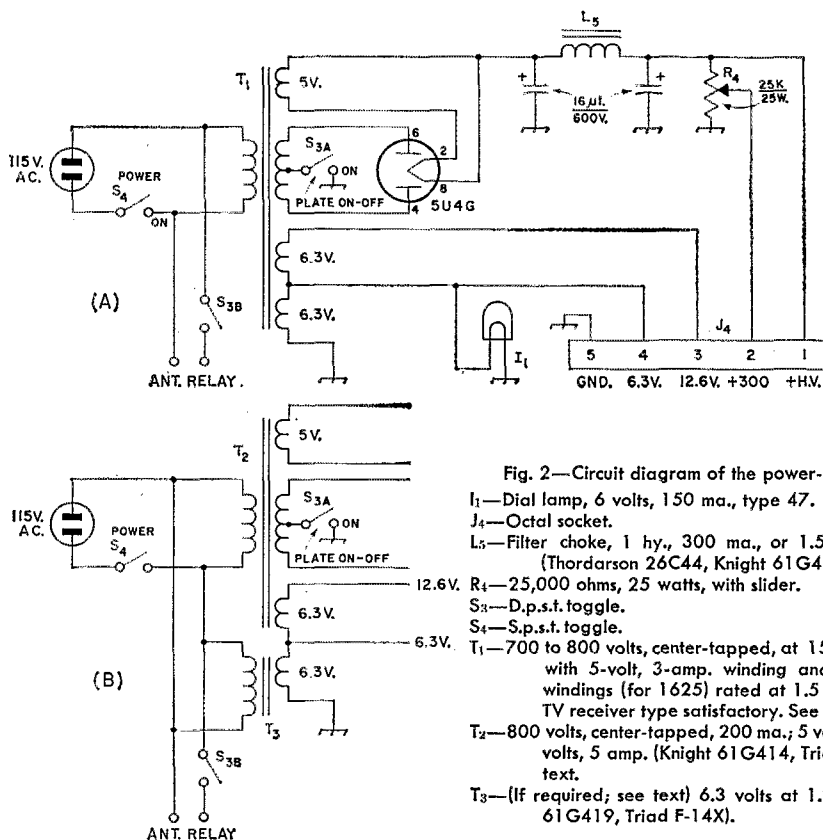 L5
T1
5V.
+
16 µf.
600V.
+
R4
25K
25W.
115V.
A.C.
POWER
S4
ON
S3A
ON
PLATE ON-OFF
6
2
8
4
5U4G
6.3V.
6.3V.
(A)
S3B
ANT. RELAY.
I1
J4
5 4 3 2 1
GND. 6.3V. 12.6V. +300 +H.V.
T2
5V.
115V.
A.C.
POWER
S4
S3A
ON
PLATE ON-OFF
12.6V.
6.3V.
6.3V.
6.3V.
(B)
T3
S3B
ANT. RELAY
Fig. 2—Circuit diagram of the power-
I1—Dial lamp, 6 volts, 150 ma., type 47.
J4—Octal socket.
L5—Filter choke, 1 hy., 300 ma., or 1.5
(Thordarson 26C44, Knight 61G4
R4—25,000 ohms, 25 watts, with slider.
S3—D.p.s.t. toggle.
S4—S.p.s.t. toggle.
T1—700 to 800 volts, center-tapped, at 15
with 5-volt, 3-amp. winding and
windings (for 1625) rated at 1.5
TV receiver type satisfactory. See
T2—800 volts, center-tapped, 200 ma.; 5 v
volts, 5 amp. (Knight 61G414, Tri
text.
T3—(If required; see text) 6.3 volts at 1.
61G419, Triad F-14X).